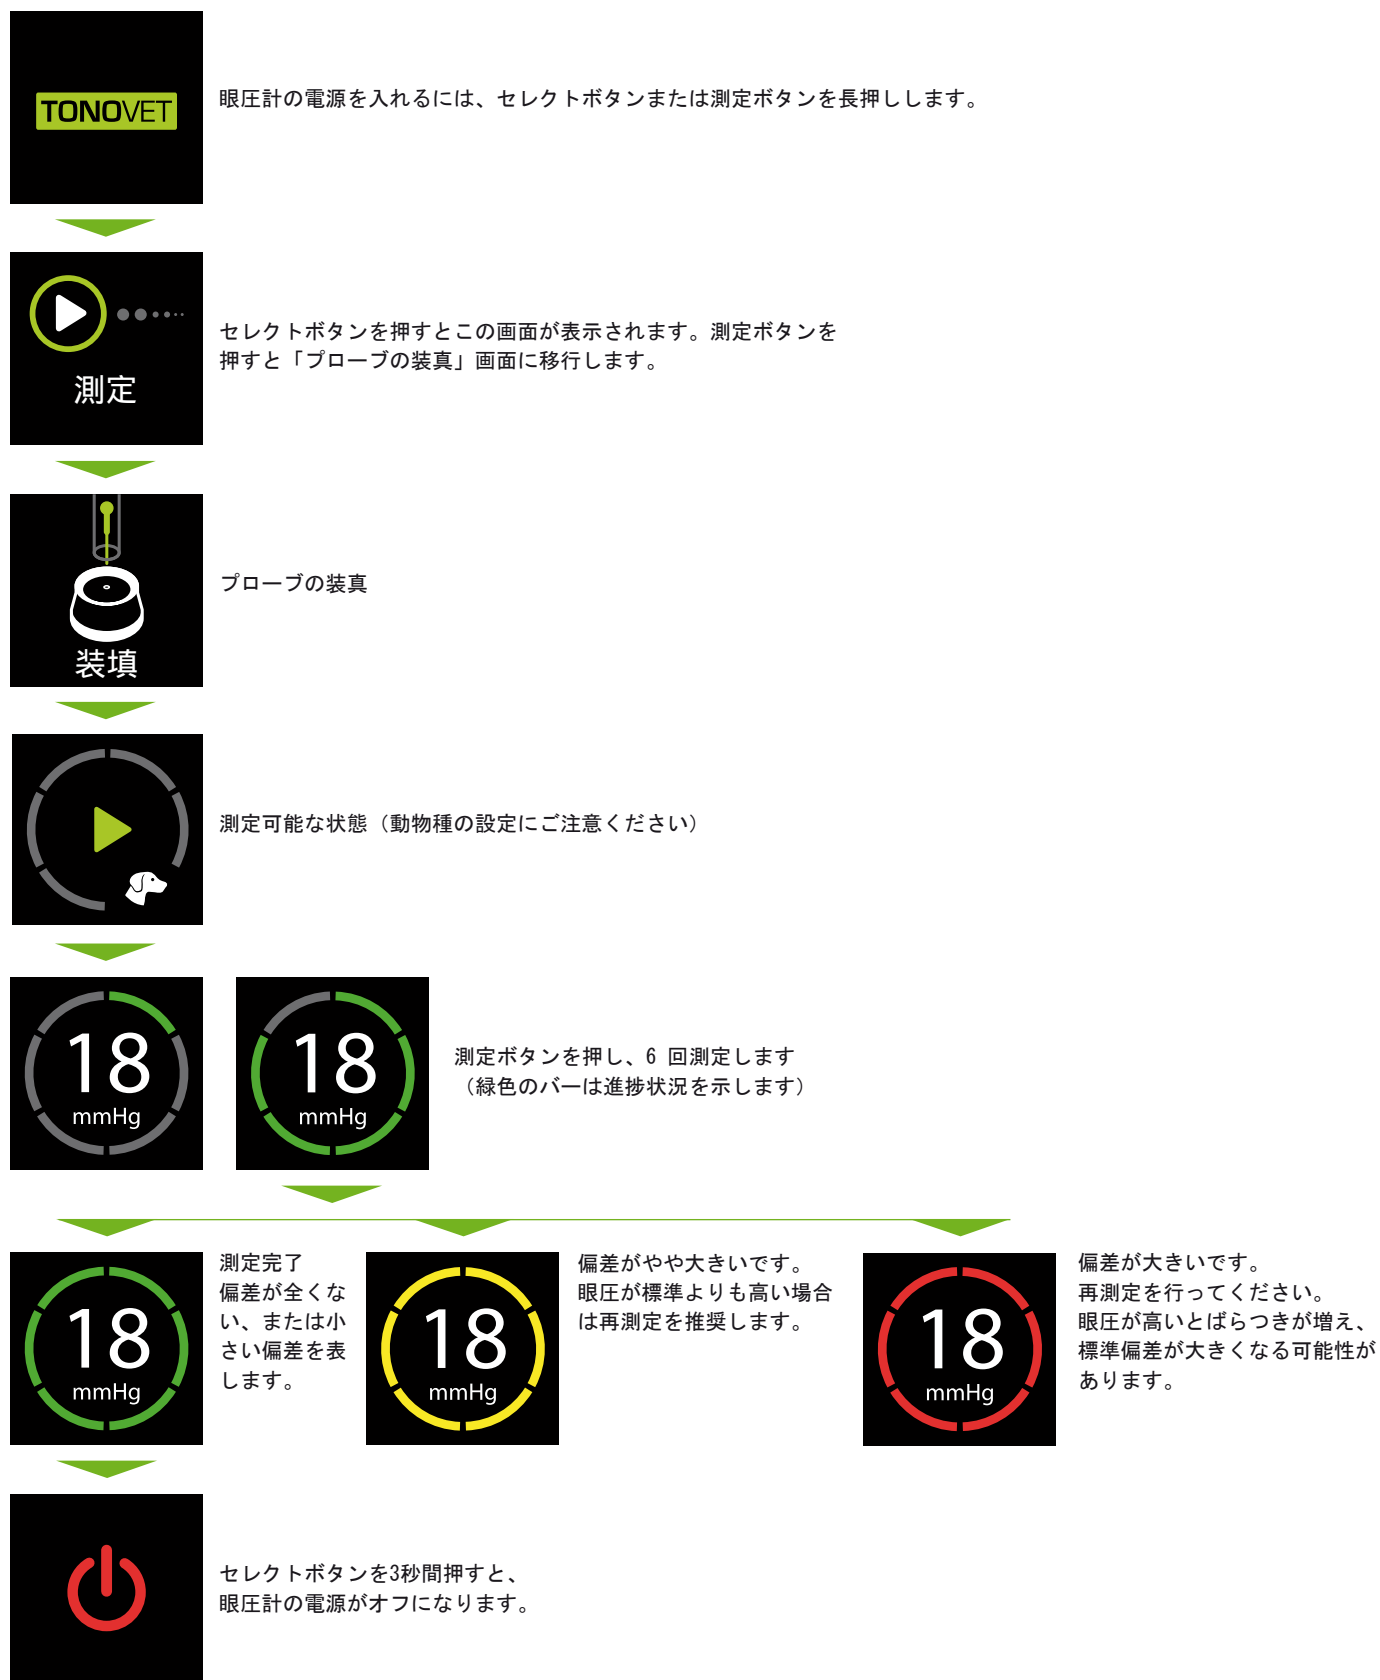 TONOVET
眼圧計の電源を入れるには、セレクトボタンまたは測定ボタンを長押しします。
測定
セレクトボタンを押すとこの画面が表示されます。測定ボタンを
押すと「プローブの装真」画面に移行します。
プローブの装真
装填
測定可能な状態（動物種の設定にご注意ください）
18
mmHg
18
mmHg
測定ボタンを押し、6 回測定します
（緑色のバーは進捗状況を示します）
18
mmHg
測定完了
偏差が全くな
い、または小
さい偏差を表
します。
18
mmHg
偏差がやや大きいです。
眼圧が標準よりも高い場合
は再測定を推奨します。
18
mmHg
偏差が大きいです。
再測定を行ってください。
眼圧が高いとばらつきが増え、
標準偏差が大きくなる可能性が
あります。
セレクトボタンを3秒間押すと、
眼圧計の電源がオフになります。